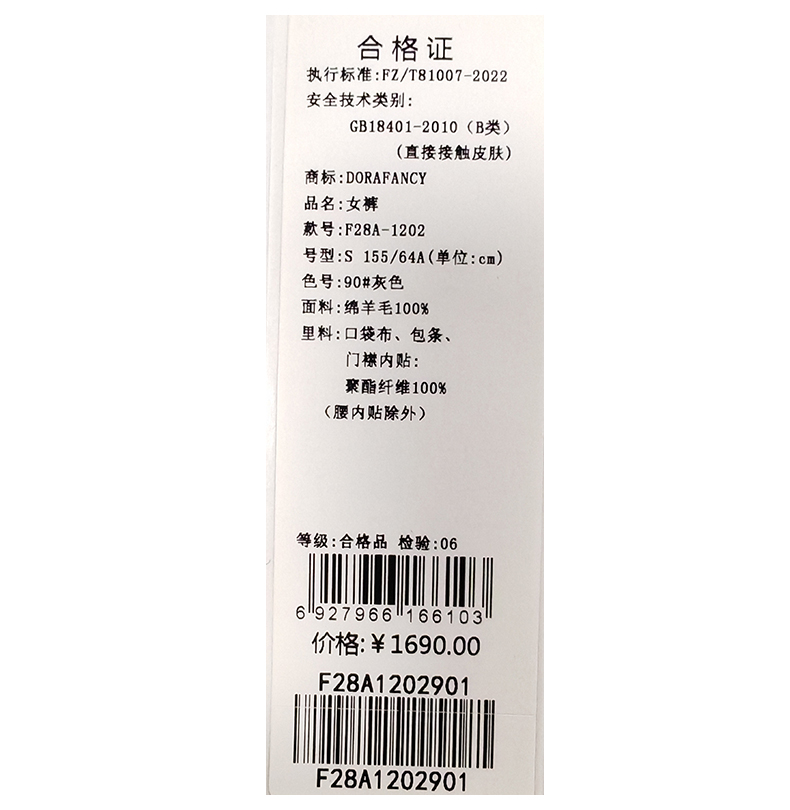 合格证
执行标准:FZ/T81007-2022
安全技术类别:
GB18401-2010（B类）
(直接接触皮肤)
商标:DORAFANCY
品名:女裤
款号:F28A-1202
号型:S 155/64A(单位:cm)
色号:90#灰色
面料:绵羊毛100%
里料:口袋布、包条、
门襟内贴:
聚酯纤维100%
（腰内贴除外）
等级:合格品 检验:06
6 927966 166103
价格:¥1690.00
F28A1202901
F28A1202901